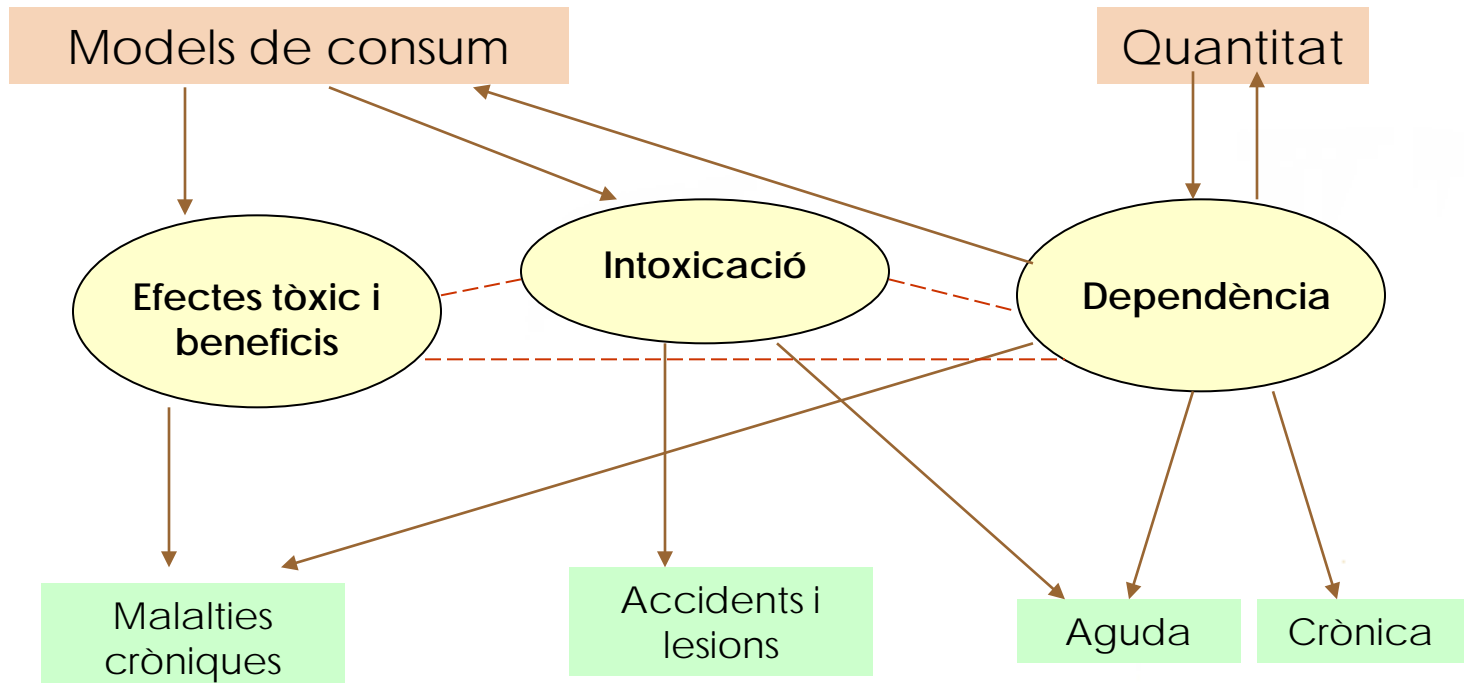 Models de consum
Quantitat
Efectes tòxic i
beneficis
Intoxicació
Dependència
Malalties
cròniques
Accidents i
lesions
Aguda
Crònica